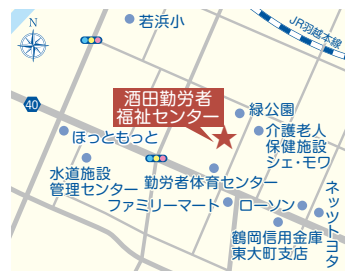 若浜小
JR羽越本線
N
40
酒田勤労者
福祉センター
緑公園
介護老人
保健施設
シェ・モワ
ほっともっと
水道施設
管理センター
勤労者体育センター
ファミリーマート
ローソン
鶴岡信用金庫
東大町支店
ネッツトヨタ